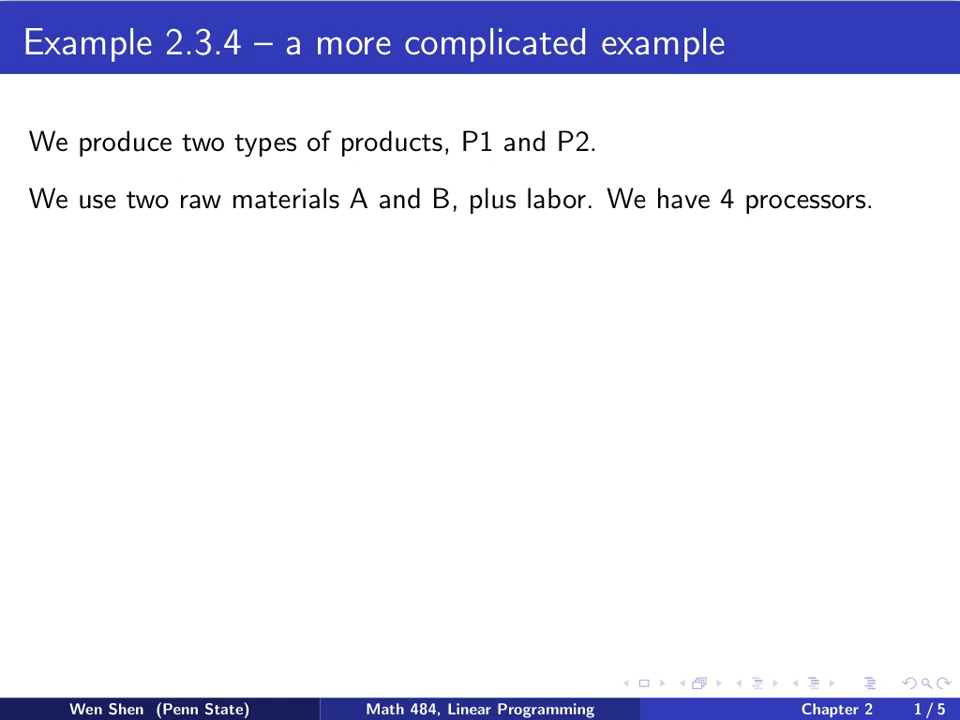 Example 2.3.4 – a more complicated example
We produce two types of products, P1 and P2.
We use two raw materials A and B, plus labor. We have 4 processors.
Wen Shen (Penn State)
Math 484, Linear Programming
Chapter 2
1 / 5